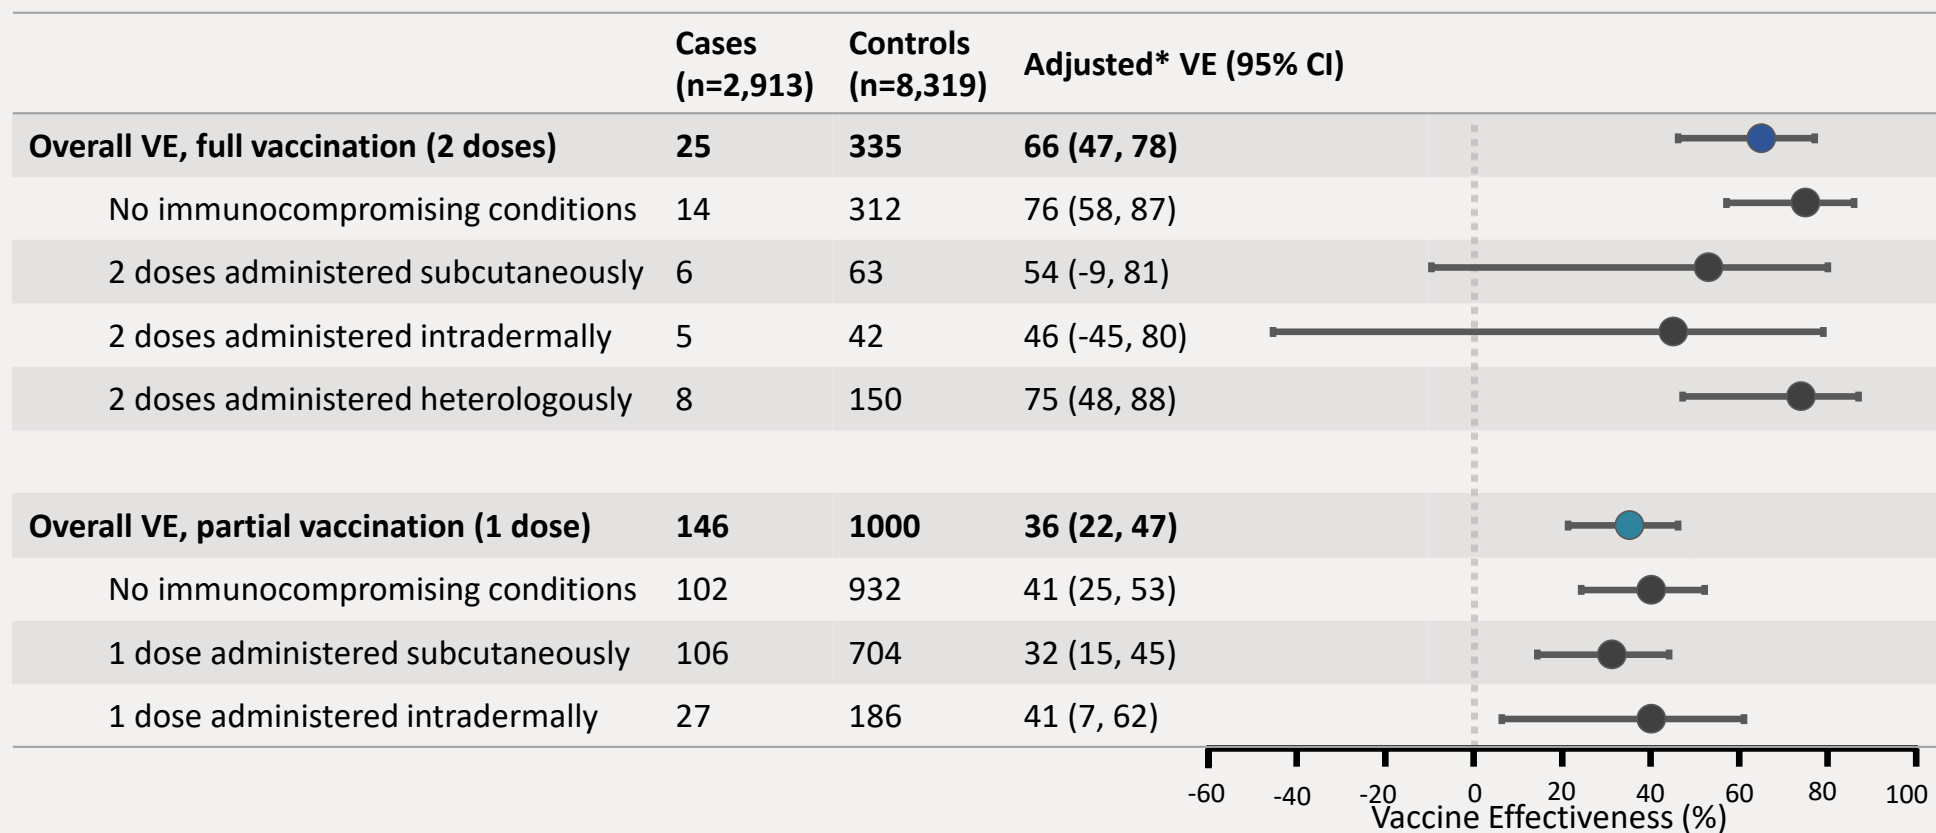 Cases (n=2,913) Controls (n=8,319) Adjusted* VE (95% CI)
Overall VE, full vaccination (2 doses) 25 335 66 (47, 78)
No immunocompromising conditions 14 312 76 (58, 87)
2 doses administered subcutaneously 6 63 54 (-9, 81)
2 doses administered intradermally 5 42 46 (-45, 80)
2 doses administered heterologously 8 150 75 (48, 88)
Overall VE, partial vaccination (1 dose) 146 1000 36 (22, 47)
No immunocompromising conditions 102 932 41 (25, 53)
1 dose administered subcutaneously 106 704 32 (15, 45)
1 dose administered intradermally 27 186 41 (7, 62)
-60 -40 -20 0 20 40 60 80 100
Vaccine Effectiveness (%)